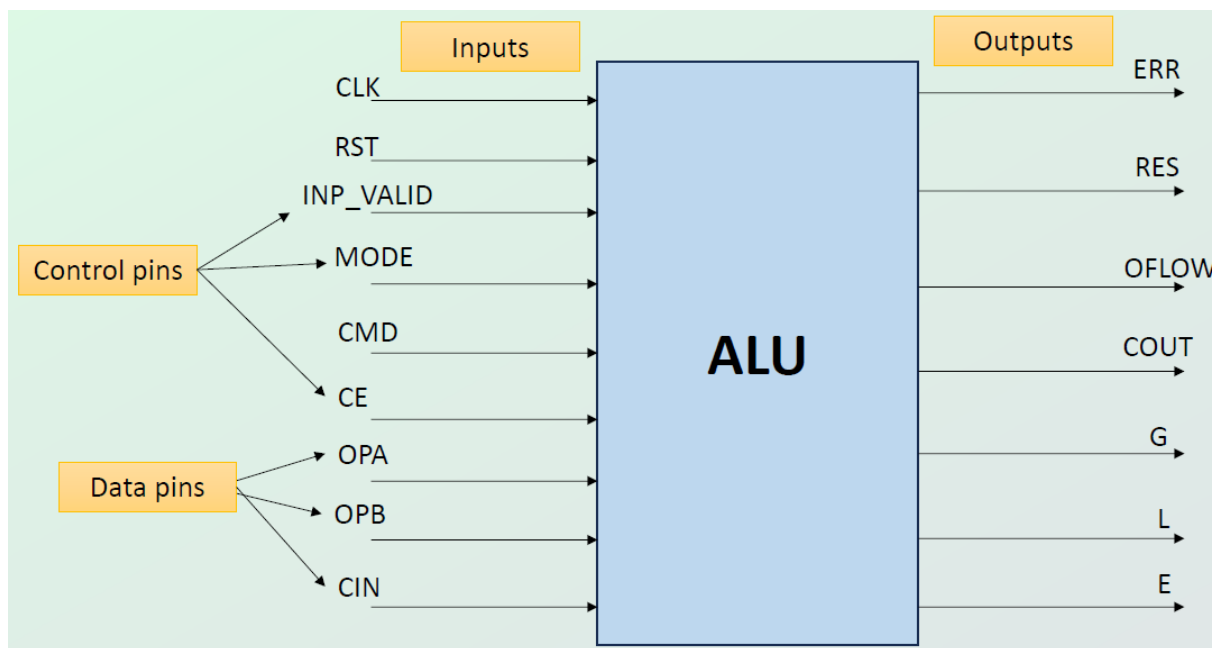 Inputs
Outputs
CLK
RST
INP_VALID
MODE
CMD
CE
OPA
OPB
CIN
Control pins
Data pins
ALU
ERR
RES
OFLOW
COUT
G
L
E